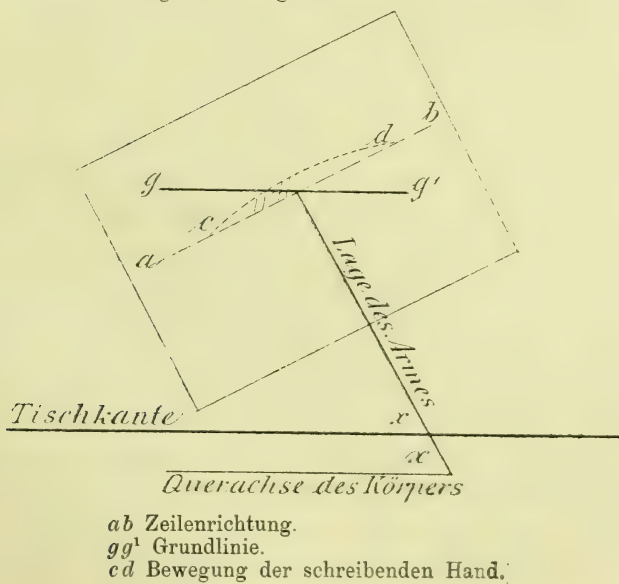 b
d
g
g'
c
a
Lage des Armes
Tischkante
x
x
Querachse des Körpers
ab Zeilenrichtung.
gg¹ Grundlinie.
cd Bewegung der schreibenden Hand.